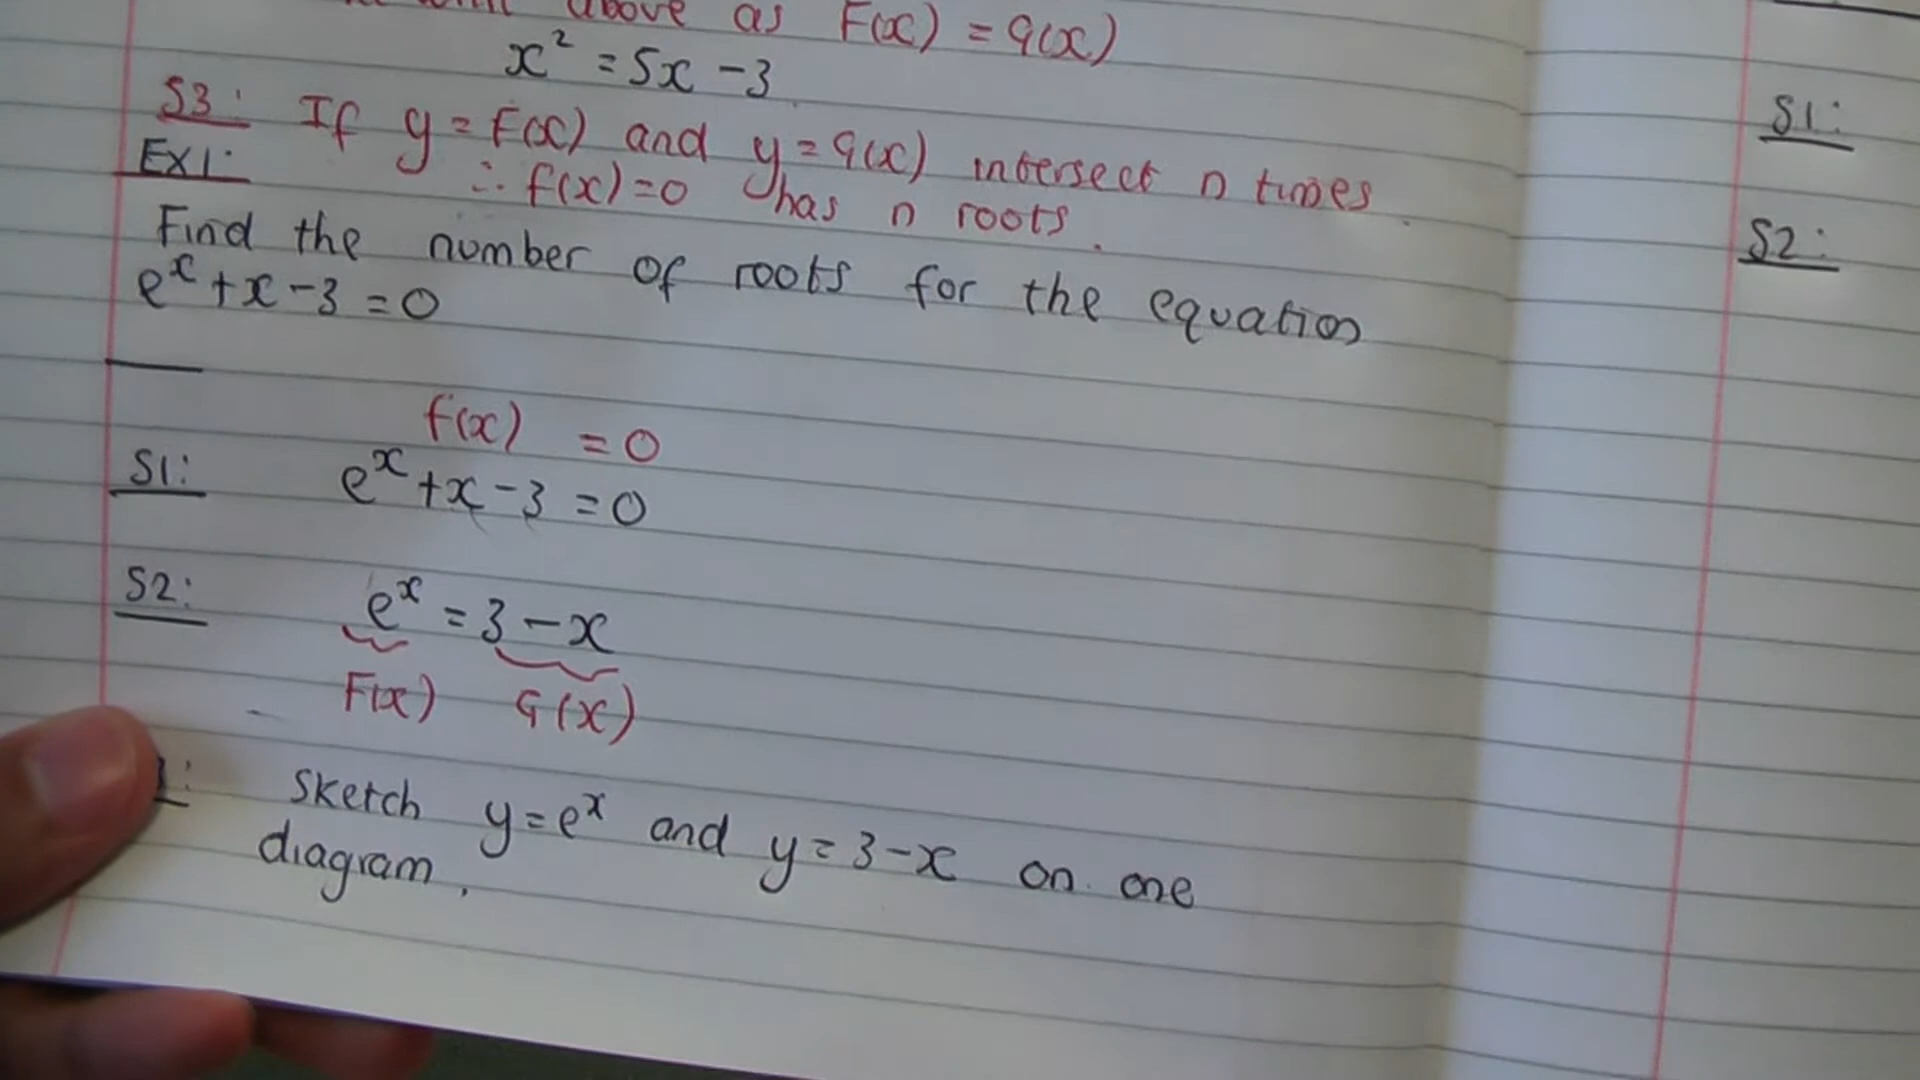 above as F(x) = G(x)
x² = 5x - 3
S3: If y = F(x) and y = G(x) intersect n times
∴ f(x) = 0 has n roots.
EX1:
Find the number of roots for the equation
eˣ + x - 3 = 0
f(x) = 0
S1: eˣ + x - 3 = 0
S2: eˣ = 3 - x
F(x) G(x)
: Sketch y = eˣ and y = 3 - x on one
diagram.
S1:
S2: